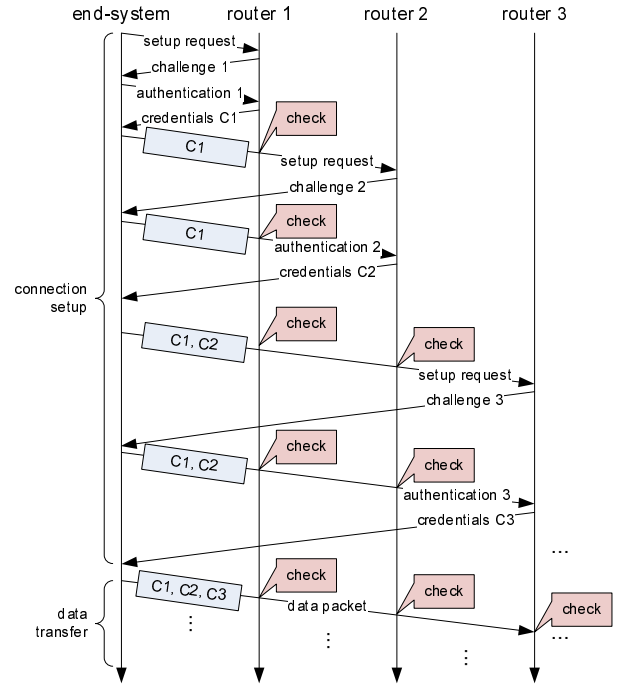 end-system router 1 router 2 router 3
setup request
challenge 1
authentication 1
credentials C1
check
C1
setup request
challenge 2
check
C1
authentication 2
credentials C2
connection
setup
check
check
C1, C2
setup request
challenge 3
check
check
C1, C2
authentication 3
credentials C3
...
check
C1, C2, C3
check
data packet
check
data
transfer
...
...
...
...